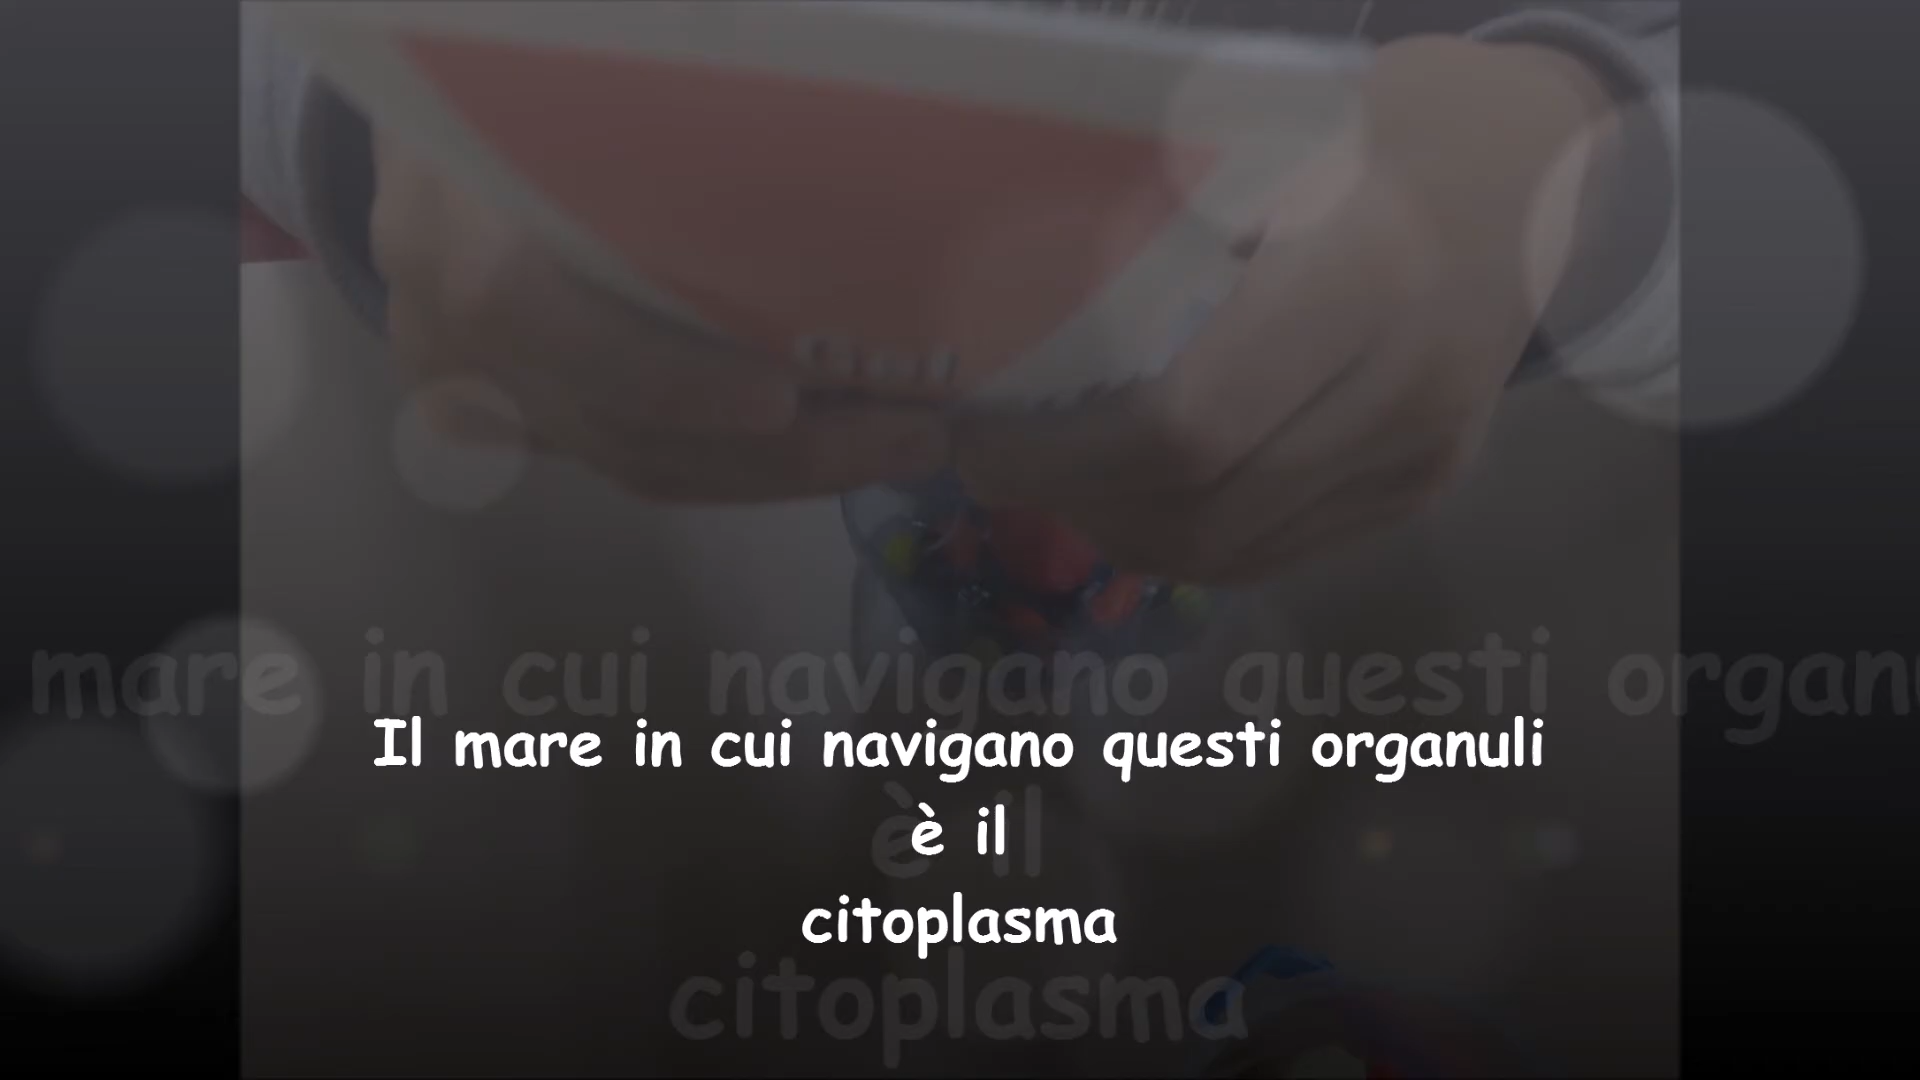 Il mare in cui navigano questi organuli
è il
citoplasma